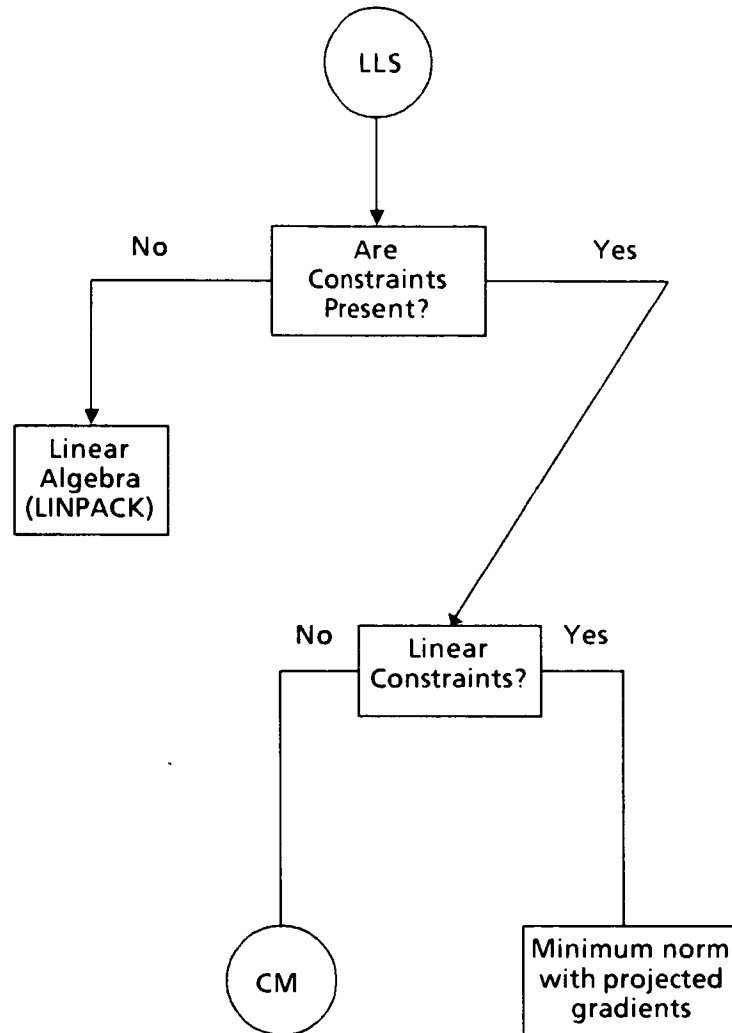 LLS
No
Are
Constraints
Present?
Yes
Linear
Algebra
(LINPACK)
No
Linear
Constraints?
Yes
CM
Minimum norm
with projected
gradients